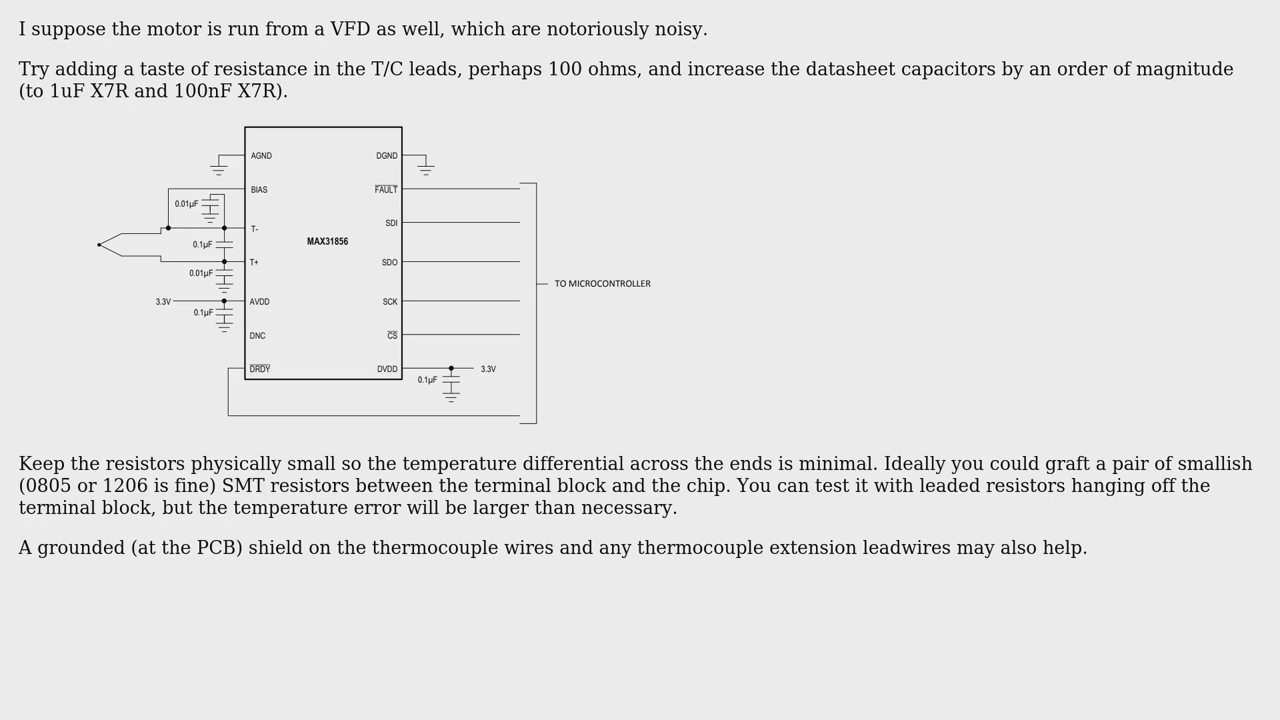 I suppose the motor is run from a VFD as well, which are notoriously noisy.
Try adding a taste of resistance in the T/C leads, perhaps 100 ohms, and increase the datasheet capacitors by an order of magnitude
(to 1uF X7R and 100nF X7R).
AGND
DGND
BIAS
FAULT
0.01µF
SDI
T-
MAX31856
0.1µF
T+
SDO
0.01µF
TO MICROCONTROLLER
3.3V
AVDD
SCK
0.1µF
DNC
CS
DRDY
DVDD
3.3V
0.1µF
Keep the resistors physically small so the temperature differential across the ends is minimal. Ideally you could graft a pair of smallish
(0805 or 1206 is fine) SMT resistors between the terminal block and the chip. You can test it with leaded resistors hanging off the
terminal block, but the temperature error will be larger than necessary.
A grounded (at the PCB) shield on the thermocouple wires and any thermocouple extension leadwires may also help.